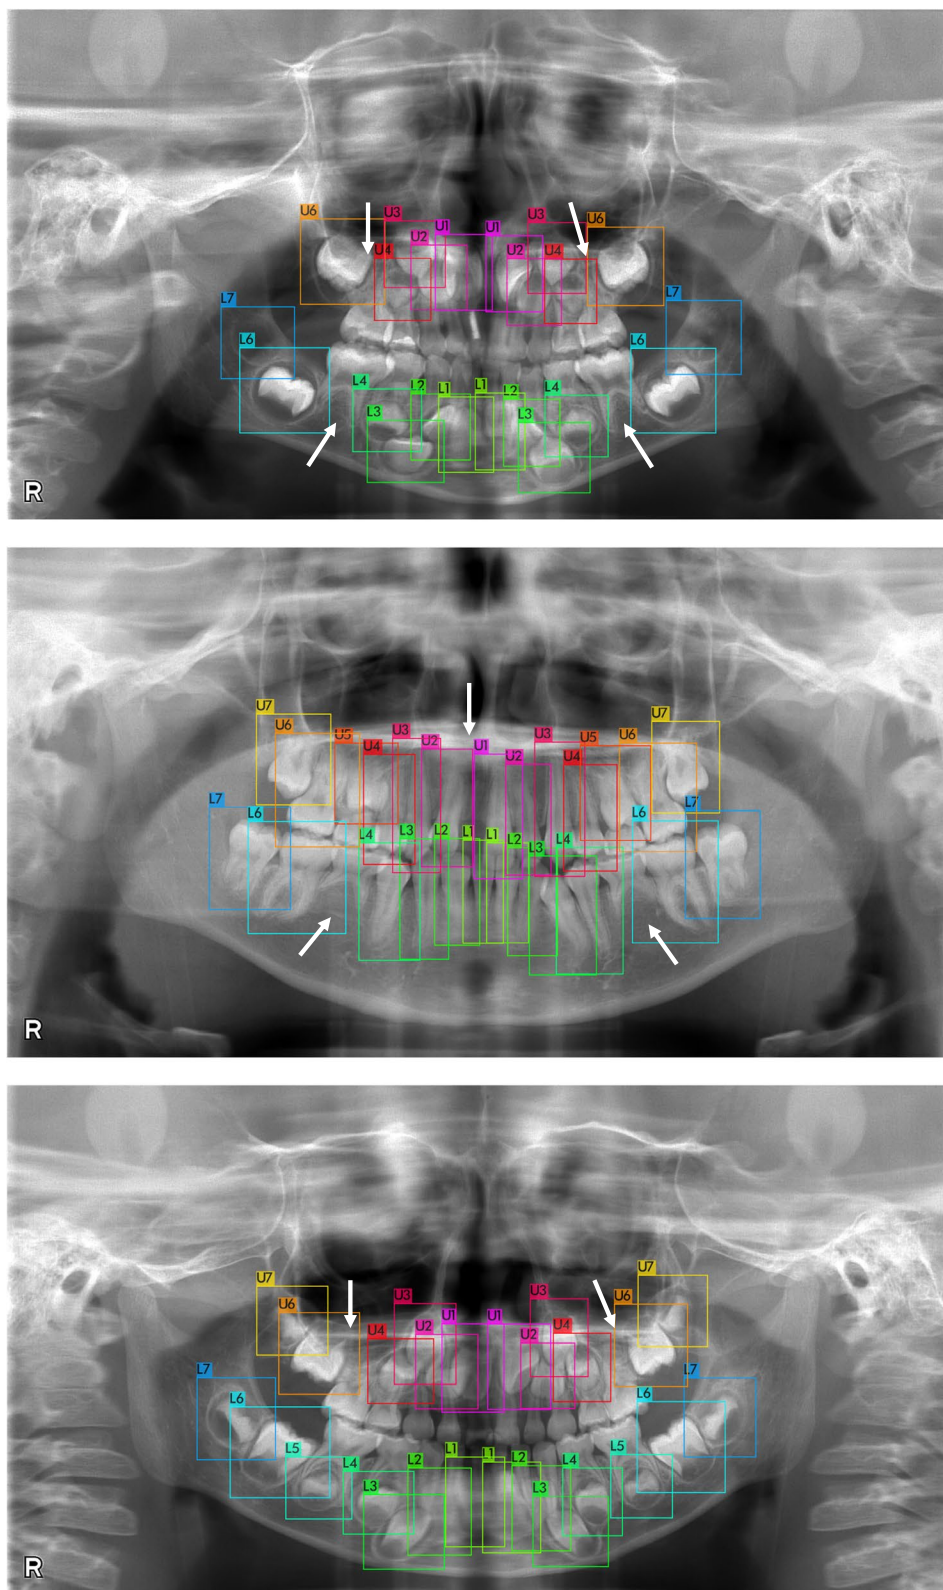 U6 U3 U3 U6
U2 U1 U1
U4 U2 U4
L7 L7
L6 L6
L4 L2 L1 L1 L2 L4
L3 L3
R
U7 U7
U6 U5 U3 U3 U5 U6
U4 U2 U1 U2 U4
L7 L7
L6 L6
L4 L3 L2 L1 L1 L2 L3 L4
R
U7 U7
U6 U3 U3 U6
U4 U2 U1 U1 U2 U4
L7 L7
L6 L6
L5 L4 L2 L1 L1 L2 L4 L5
L3 L3
R